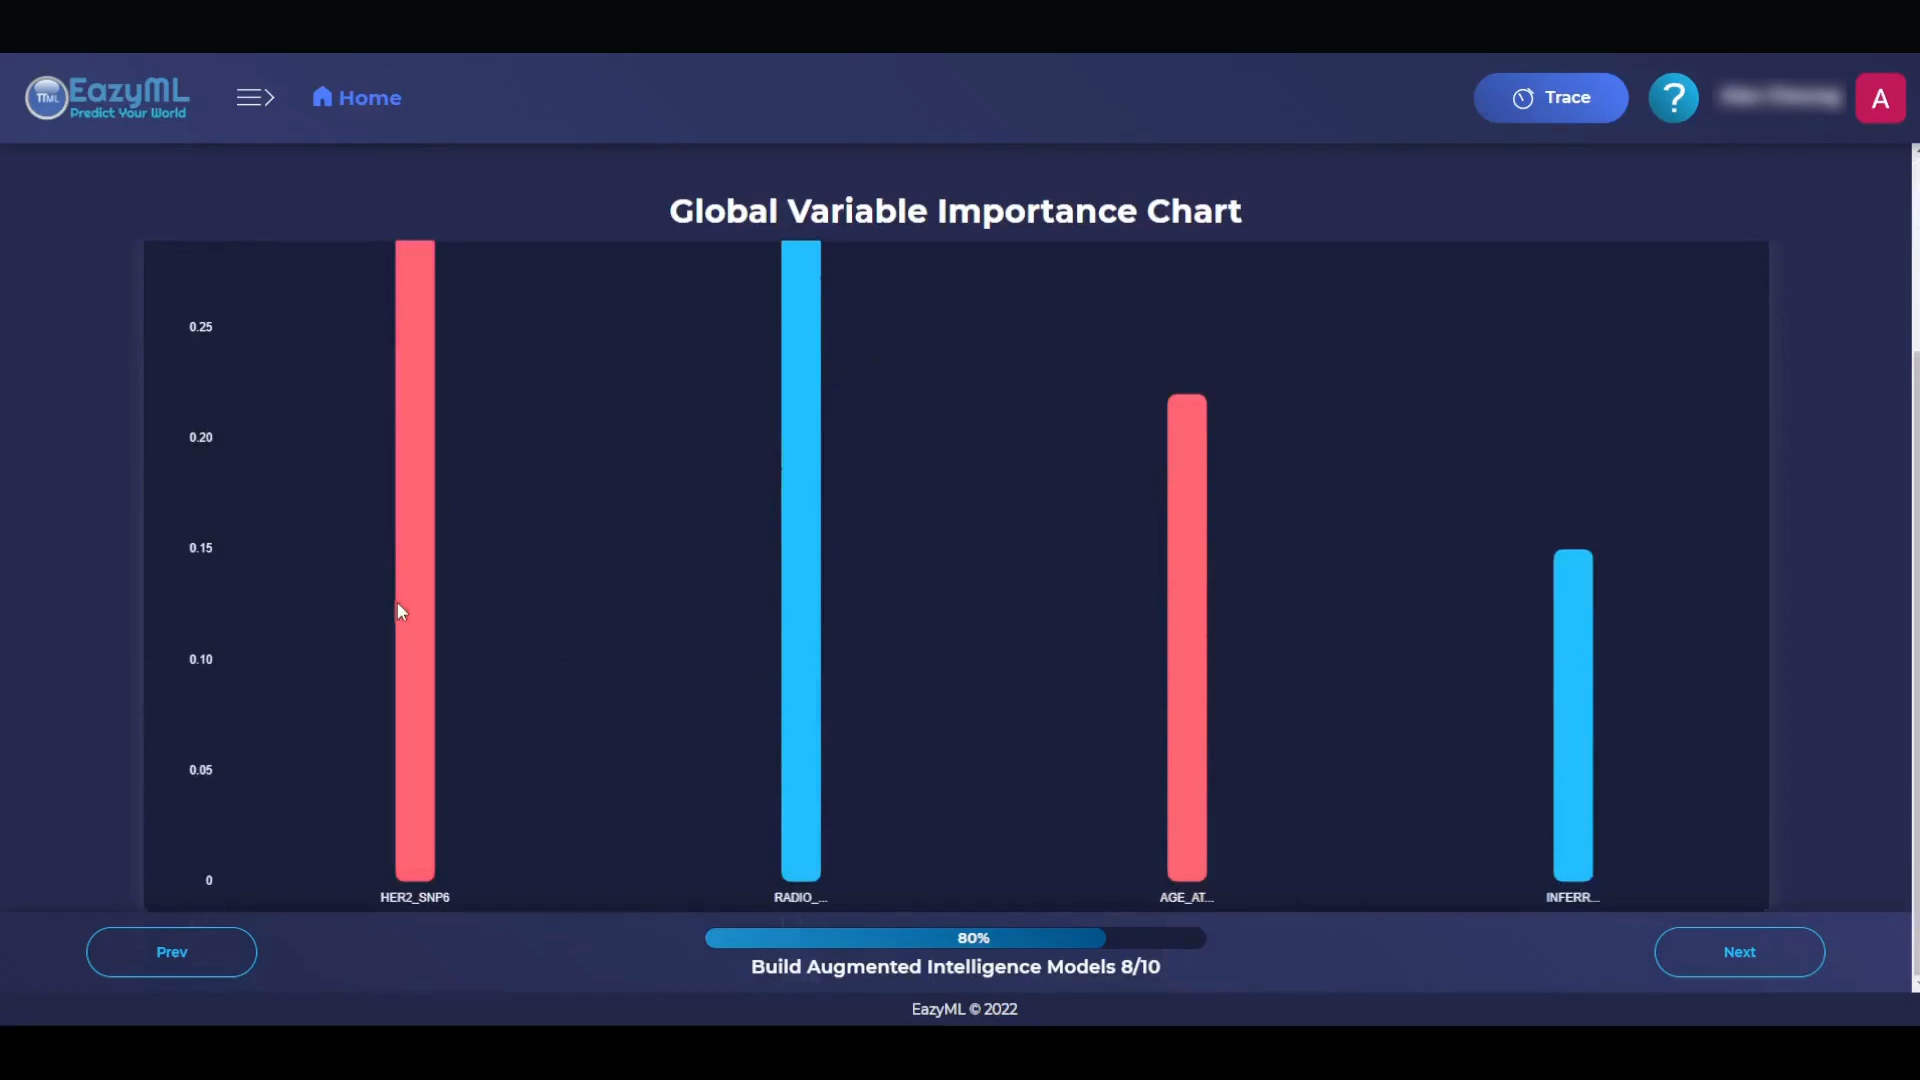 TTML EazyML
Predict Your World
Home
Trace
?
A
Global Variable Importance Chart
0.25
0.20
0.15
0.10
0.05
0
HER2_SNP6 RADIO_... AGE_AT... INFERR...
Prev
80%
Build Augmented Intelligence Models 8/10
Next
EazyML © 2022